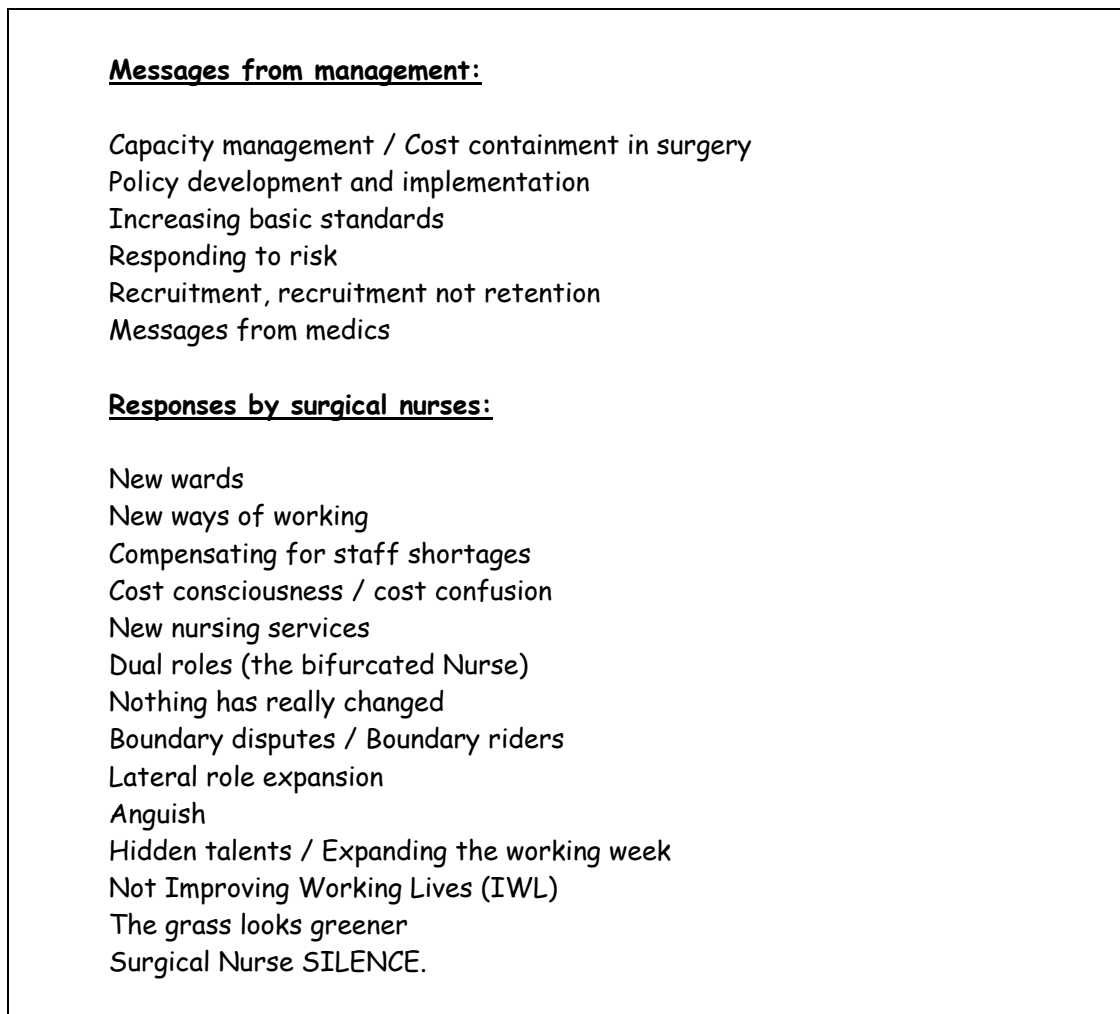 Messages from management:
Capacity management / Cost containment in surgery
Policy development and implementation
Increasing basic standards
Responding to risk
Recruitment, recruitment not retention
Messages from medics
Responses by surgical nurses:
New wards
New ways of working
Compensating for staff shortages
Cost consciousness / cost confusion
New nursing services
Dual roles (the bifurcated Nurse)
Nothing has really changed
Boundary disputes / Boundary riders
Lateral role expansion
Anguish
Hidden talents / Expanding the working week
Not Improving Working Lives (IWL)
The grass looks greener
Surgical Nurse SILENCE.